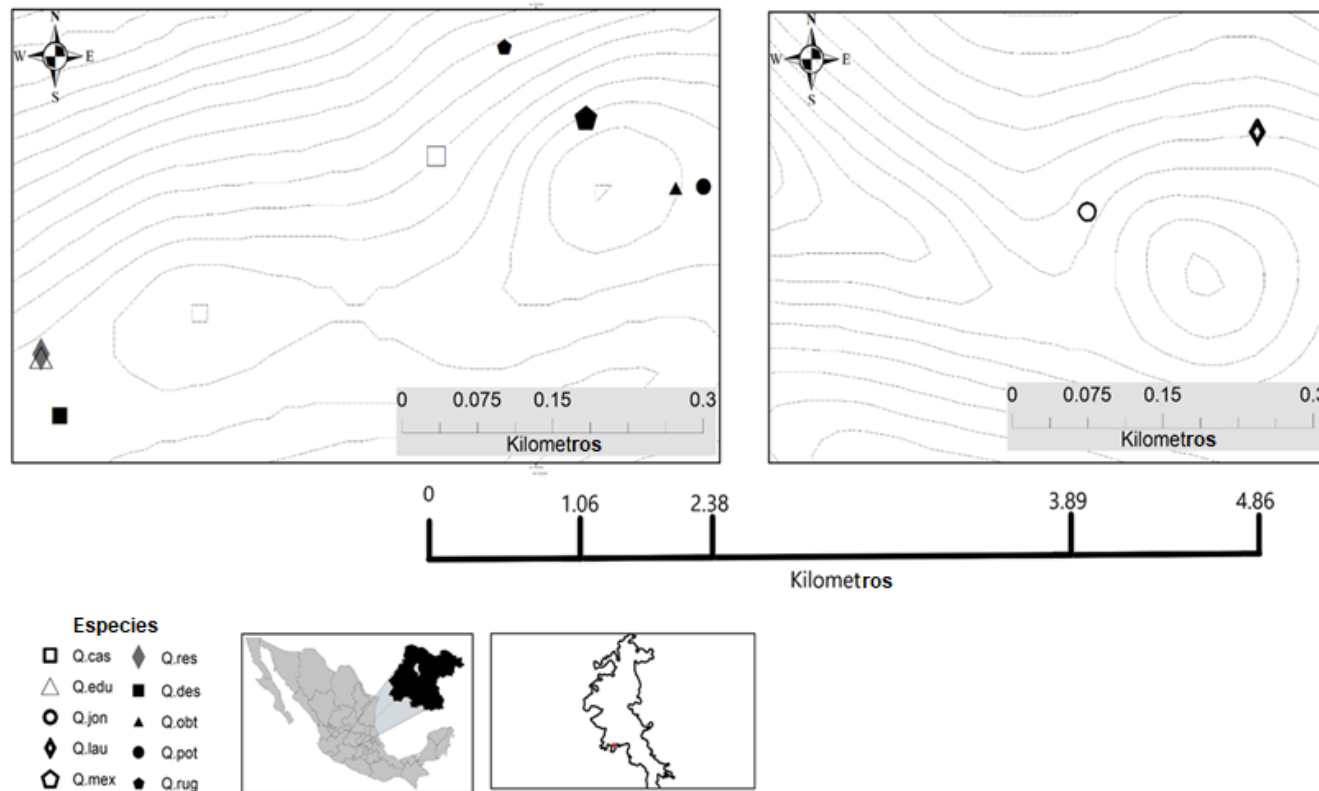 N
W E
S
0 0.075 0.15 0.3
Kilometros
N
W E
S
0 0.075 0.15 0.3
Kilometros
0 1.06 2.38 3.89 4.86
Kilometros
Especies
Q.cas Q.res
Q.edu Q.des
Q.jon Q.obt
Q.lau Q.pot
Q.mex Q.rug